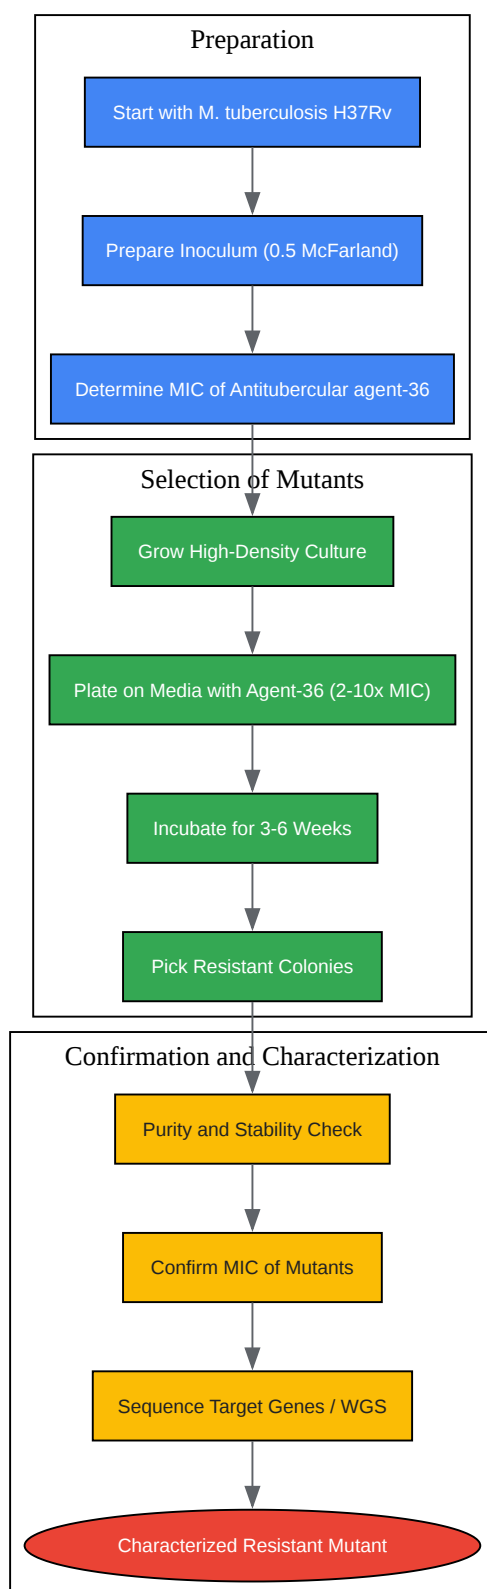 Preparation
Start with M. tuberculosis H37Rv
Prepare Inoculum (0.5 McFarland)
Determine MIC of Antitubercular agent-36
Selection of Mutants
Grow High-Density Culture
Plate on Media with Agent-36 (2-10x MIC)
Incubate for 3-6 Weeks
Pick Resistant Colonies
Confirmation and Characterization
Purity and Stability Check
Confirm MIC of Mutants
Sequence Target Genes / WGS
Characterized Resistant Mutant